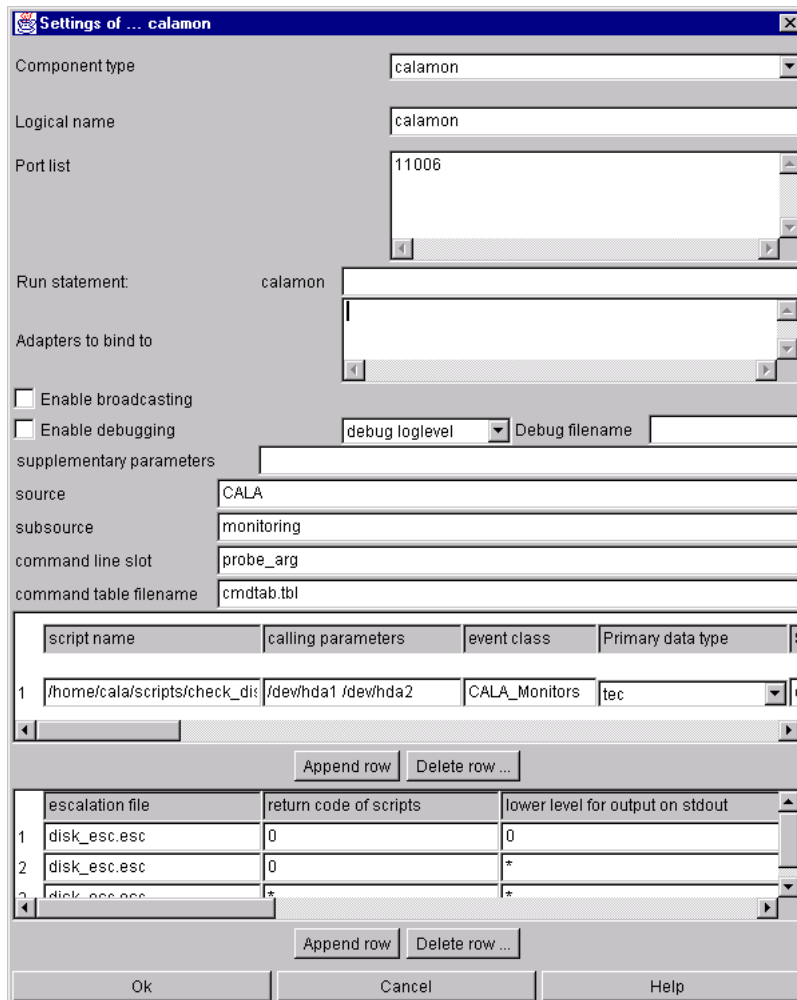 Settings of ... calamon
Component type calamon
Logical name calamon
Port list 11006
Run statement: calamon
Adapters to bind to
Enable broadcasting
Enable debugging debug loglevel Debug filename
supplementary parameters
source CALA
subsource monitoring
command line slot probe_arg
command table filename cmdtab.tbl
script name calling parameters event class Primary data type
1 /home/cala/scripts/check_dis /dev/hda1 /dev/hda2 CALA_Monitors tec
Append row Delete row ...
escalation file return code of scripts lower level for output on stdout
1 disk_esc.esc 0 0
2 disk_esc.esc 0 *
disk_esc.esc * *
Append row Delete row ...
Ok Cancel Help